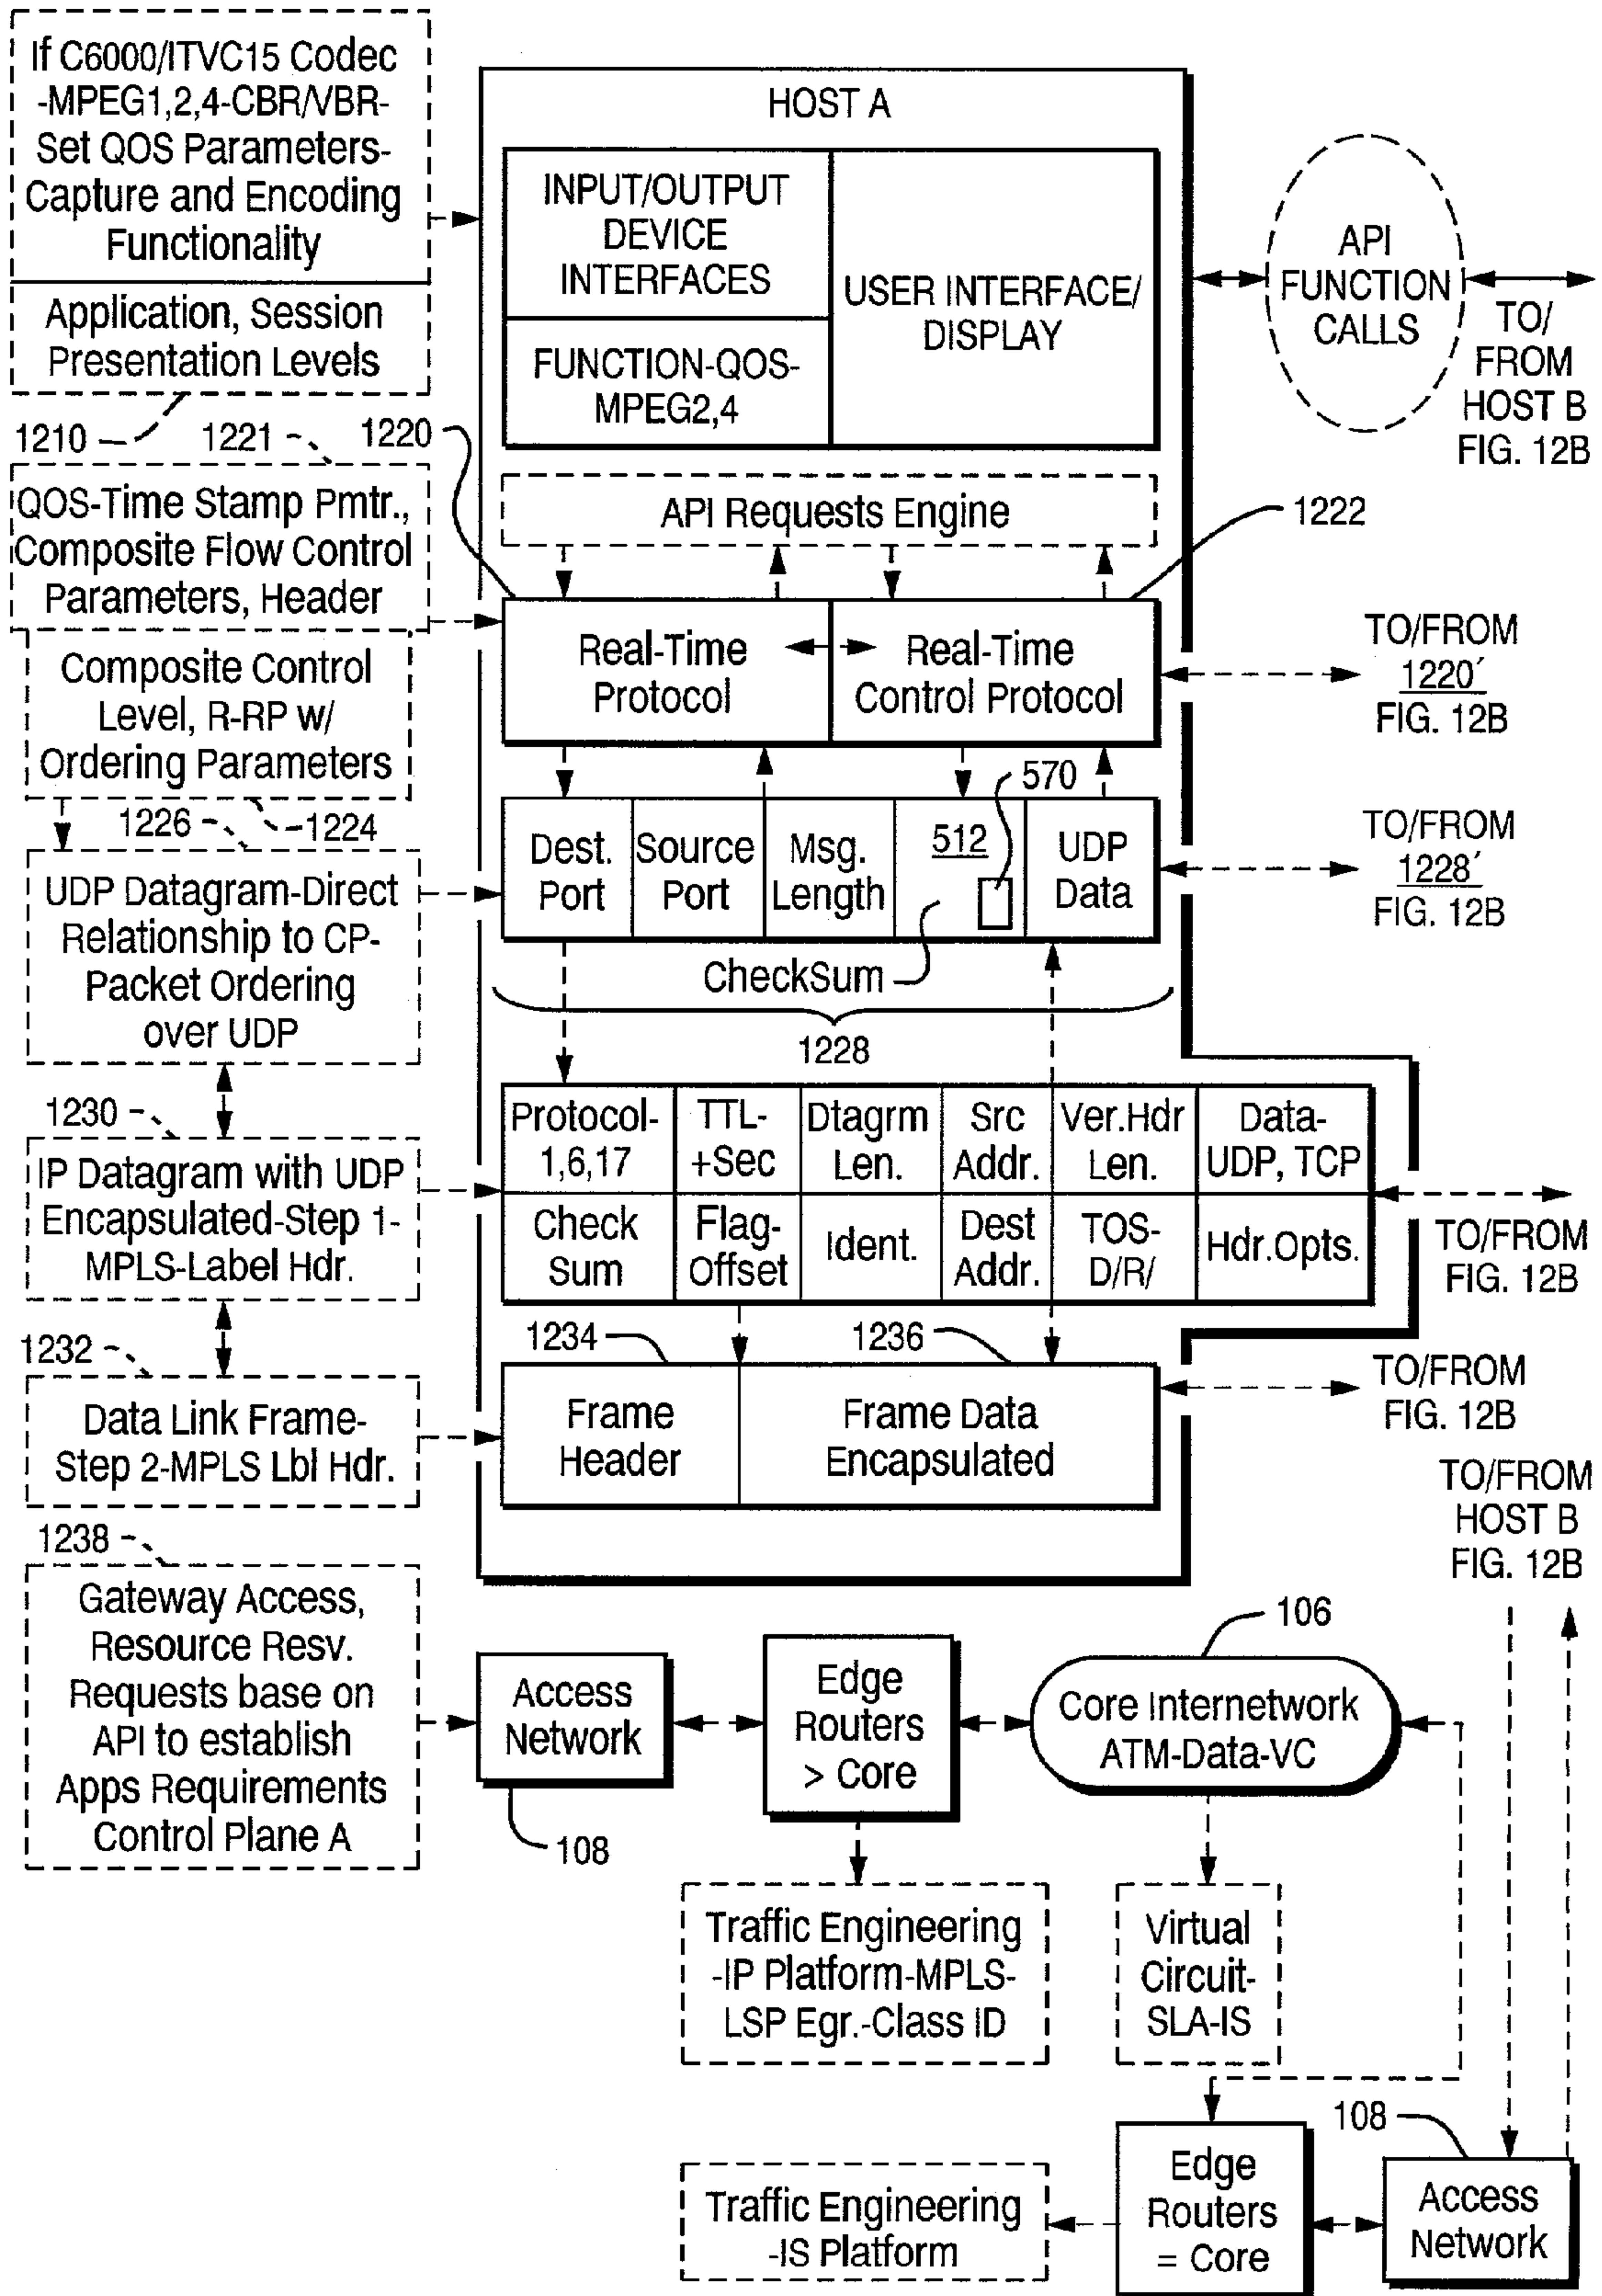 If C6000/ITVC15 Codec
-MPEG1,2,4-CBR/VBR-
Set QOS Parameters-
Capture and Encoding
Functionality
Application, Session
Presentation Levels
1210
HOST A
INPUT/OUTPUT
DEVICE
INTERFACES
FUNCTION-QOS-
MPEG2,4
USER INTERFACE/
DISPLAY
API
FUNCTION
CALLS
TO/
FROM
HOST B
FIG. 12B
1221
1220
QOS-Time Stamp Pmtr.,
Composite Flow Control
Parameters, Header
API Requests Engine
1222
Composite Control
Level, R-RP w/
Ordering Parameters
1224
Real-Time
Protocol
Real-Time
Control Protocol
TO/FROM
1220'
FIG. 12B
1226
UDP Datagram-Direct
Relationship to CP-
Packet Ordering
over UDP
Dest.
Port
Source
Port
Msg.
Length
512
570
UDP
Data
CheckSum
1228
TO/FROM
1228'
FIG. 12B
1230
IP Datagram with UDP
Encapsulated-Step 1-
MPLS-Label Hdr.
Protocol-
1,6,17
TTL-
+Sec
Dtagrm
Len.
Src
Addr.
Ver.Hdr
Len.
Data-
UDP, TCP
Check
Sum
Flag-
Offset
Ident.
Dest
Addr.
TOS-
D/R/
Hdr.Opts.
TO/FROM
FIG. 12B
1232
Data Link Frame-
Step 2-MPLS Lbl Hdr.
1234
1236
Frame
Header
Frame Data
Encapsulated
TO/FROM
FIG. 12B
TO/FROM
HOST B
FIG. 12B
1238
Gateway Access,
Resource Resv.
Requests base on
API to establish
Apps Requirements
Control Plane A
Access
Network
108
Edge
Routers
> Core
106
Core Internetwork
ATM-Data-VC
Traffic Engineering
-IP Platform-MPLS-
LSP Egr.-Class ID
Virtual
Circuit-
SLA-IS
Traffic Engineering
-IS Platform
Edge
Routers
= Core
108
Access
Network